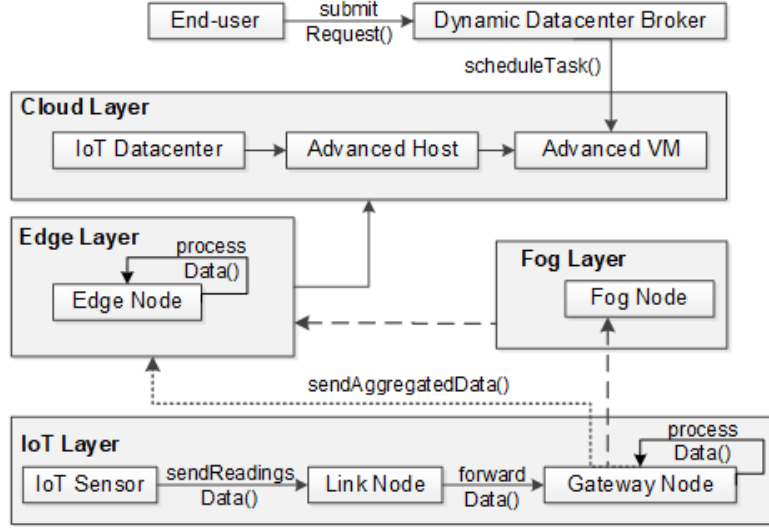 End-user
submit
Request()
Dynamic Datacenter Broker
scheduleTask()
Cloud Layer
IoT Datacenter
Advanced Host
Advanced VM
Edge Layer
process
Data()
Edge Node
Fog Layer
Fog Node
sendAggregatedData()
IoT Layer
process
Data()
IoT Sensor
sendReadings
Data()
Link Node
forward
Data()
Gateway Node